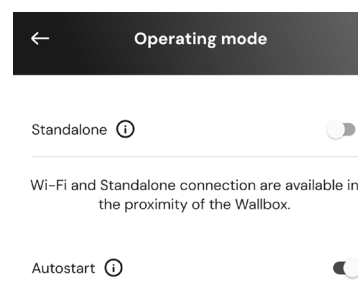 Operating mode
Standalone
Wi-Fi and Standalone connection are available in
the proximity of the Wallbox.
Autostart